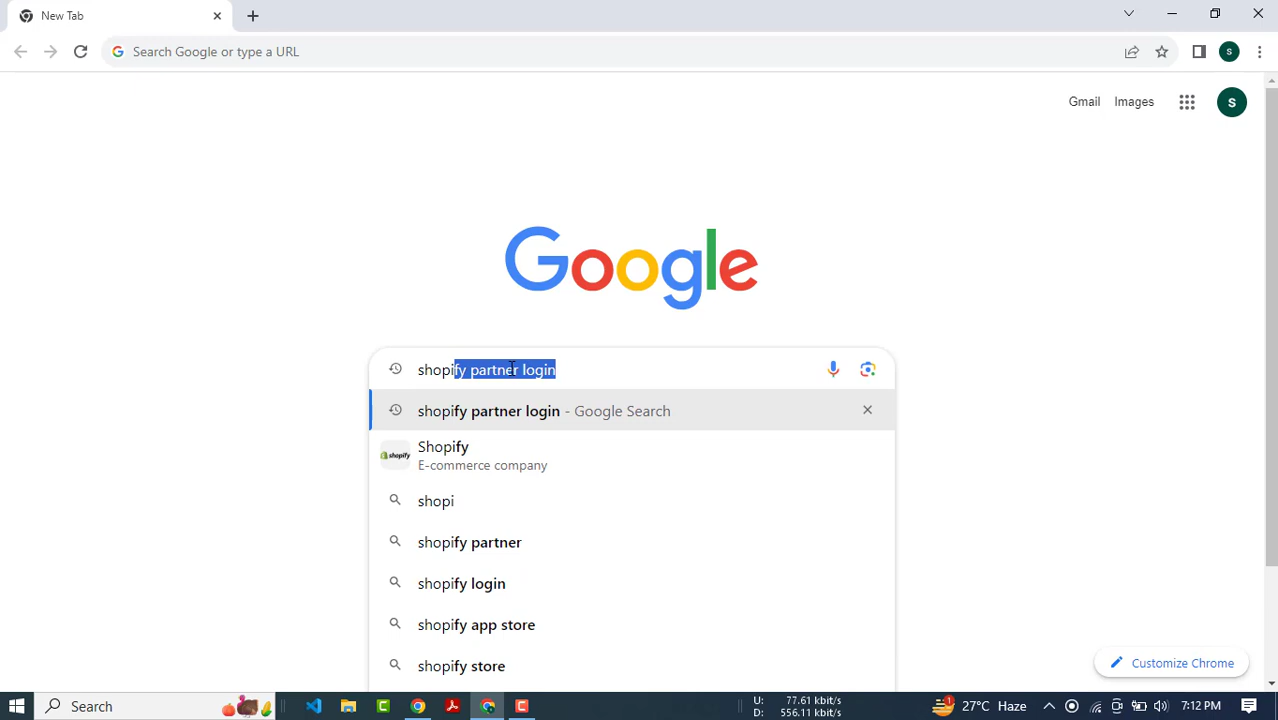 New Tab
Search Google or type a URL
S
Gmail Images
S
Google
shopify partner login
shopify partner login - Google Search
shopify
Shopify
E-commerce company
shopi
shopify partner
shopify login
shopify app store
shopify store
Customize Chrome
Search
U: 77.61 kbit/s
D: 556.11 kbit/s
1
27°C Haze
7:12 PM